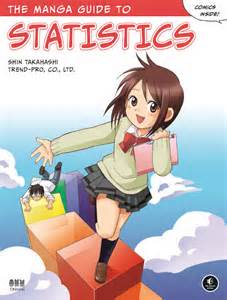 THE MANGA GUIDE TO
COMICS
INSIDE!
STATISTICS
SHIN TAKAHASHI
TREND-PRO, CO., LTD.